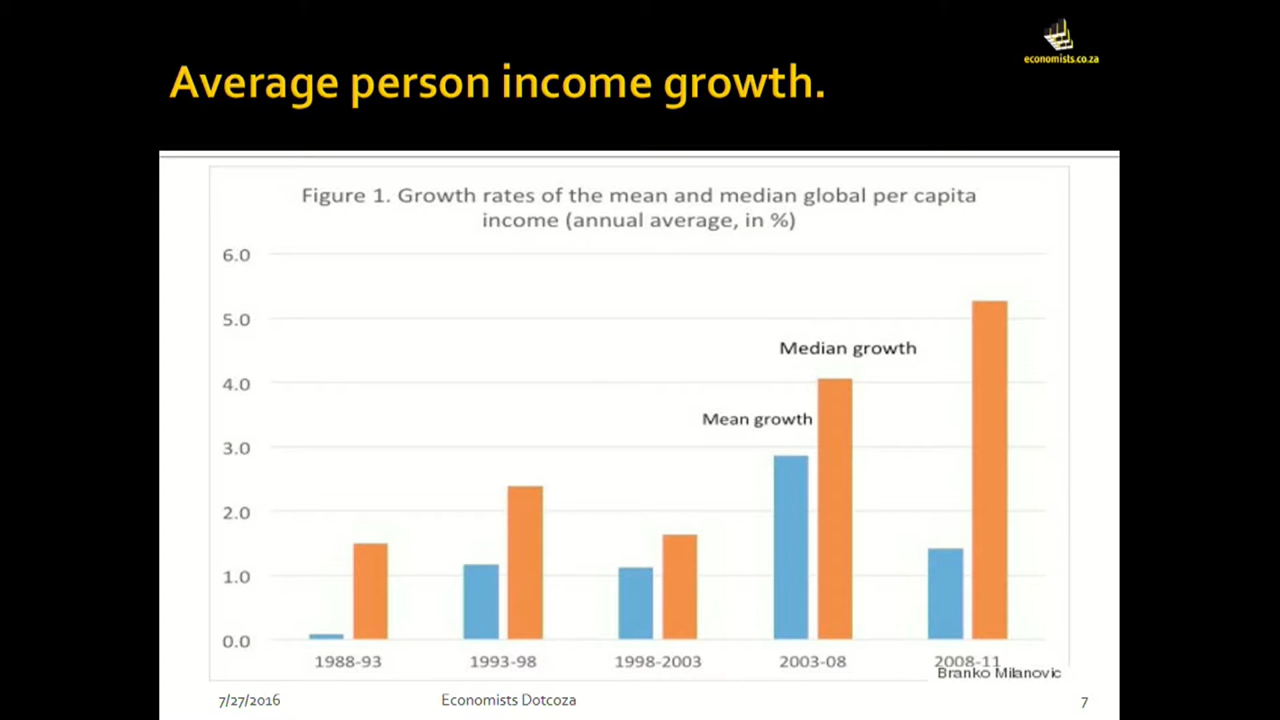 economists.co.za
Average person income growth.
Figure 1. Growth rates of the mean and median global per capita
income (annual average, in %)
6.0
5.0
4.0
3.0
2.0
1.0
0.0
Median growth
Mean growth
1988-93
1993-98
1998-2003
2003-08
2008-11
Branko Milanovic
7/27/2016
Economists Dotcoza
7